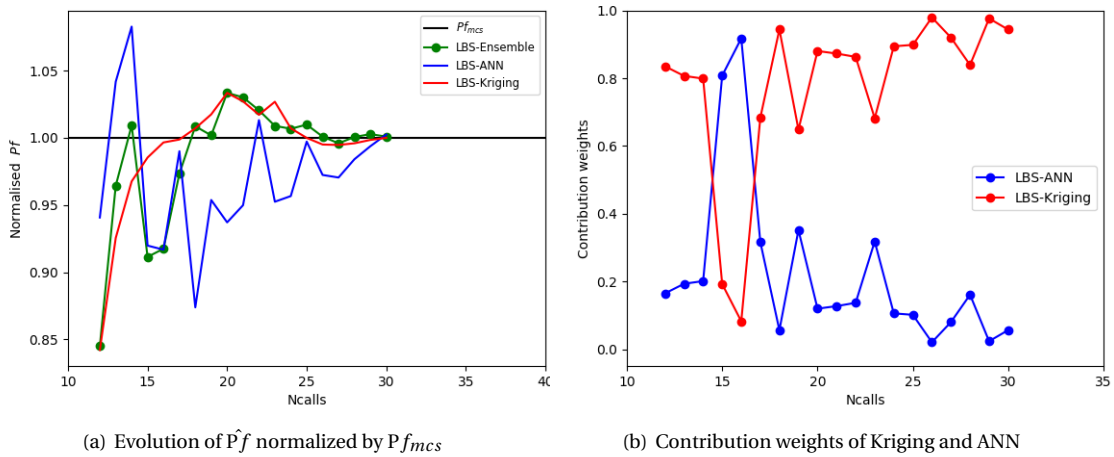 1.05
1.00
0.95
0.90
0.85
10
15
20
25
30
35
40
Normalised Pf
Ncalls
Pf_mcs
LBS-Ensemble
LBS-ANN
LBS-Kriging
(a) Evolution of P̂f normalized by Pf_mcs
1.0
0.8
0.6
0.4
0.2
0.0
10
15
20
25
30
35
Contribution weights
Ncalls
LBS-ANN
LBS-Kriging
(b) Contribution weights of Kriging and ANN